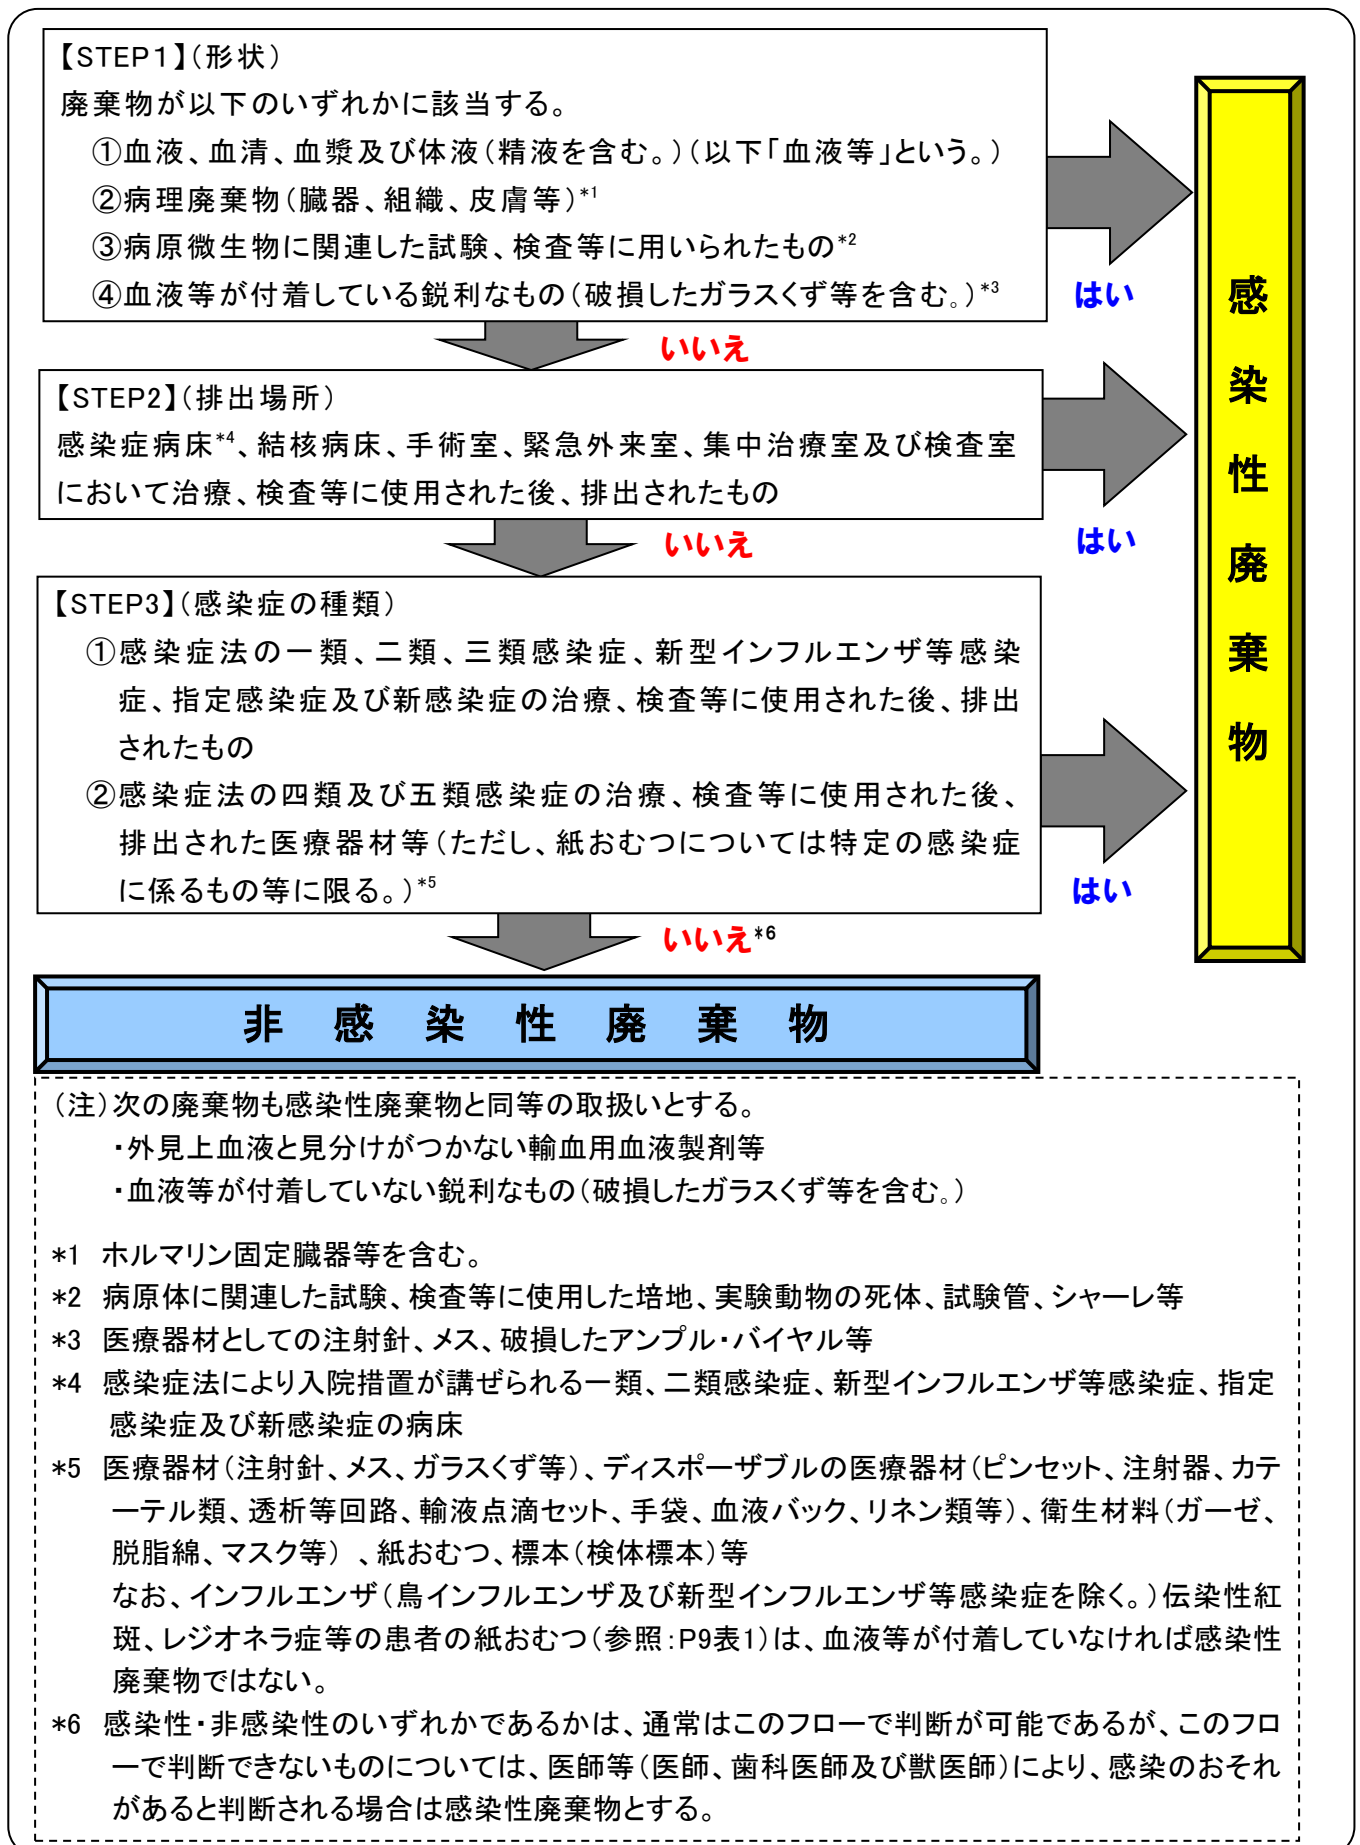 【STEP1】（形状）
廃棄物が以下のいずれかに該当する。
①血液、血清、血漿及び体液（精液を含む。）（以下「血液等」という。）
②病理廃棄物（臓器、組織、皮膚等）*1
③病原微生物に関連した試験、検査等に用いられたもの*2
④血液等が付着している鋭利なもの（破損したガラスくず等を含む。）*3
はい
いいえ
【STEP2】（排出場所）
感染症病床*4、結核病床、手術室、緊急外来室、集中治療室及び検査室
において治療、検査等に使用された後、排出されたもの
はい
いいえ
【STEP3】（感染症の種類）
①感染症法の一類、二類、三類感染症、新型インフルエンザ等感染
症、指定感染症及び新感染症の治療、検査等に使用された後、排出
されたもの
②感染症法の四類及び五類感染症の治療、検査等に使用された後、
排出された医療器材等（ただし、紙おむつについては特定の感染症
に係るもの等に限る。）*5
はい
いいえ*6
感染性廃棄物
非感染性廃棄物
（注）次の廃棄物も感染性廃棄物と同等の取扱いとする。
・外見上血液と見分けがつかない輸血用血液製剤等
・血液等が付着していない鋭利なもの（破損したガラスくず等を含む。）
*1 ホルマリン固定臓器等を含む。
*2 病原体に関連した試験、検査等に使用した培地、実験動物の死体、試験管、シャーレ等
*3 医療器材としての注射針、メス、破損したアンプル・バイヤル等
*4 感染症法により入院措置が講ぜられる一類、二類感染症、新型インフルエンザ等感染症、指定
感染症及び新感染症の病床
*5 医療器材（注射針、メス、ガラスくず等）、ディスポーザブルの医療器材（ピンセット、注射器、カテ
ーテル類、透析等回路、輸液点滴セット、手袋、血液バック、リネン類等）、衛生材料（ガーゼ、
脱脂綿、マスク等） 、紙おむつ、標本（検体標本）等
なお、インフルエンザ（鳥インフルエンザ及び新型インフルエンザ等感染症を除く。）伝染性紅
斑、レジオネラ症等の患者の紙おむつ（参照：P9表1）は、血液等が付着していなければ感染性
廃棄物ではない。
*6 感染性・非感染性のいずれかであるかは、通常はこのフローで判断が可能であるが、このフロ
ーで判断できないものについては、医師等（医師、歯科医師及び獣医師）により、感染のおそれ
があると判断される場合は感染性廃棄物とする。